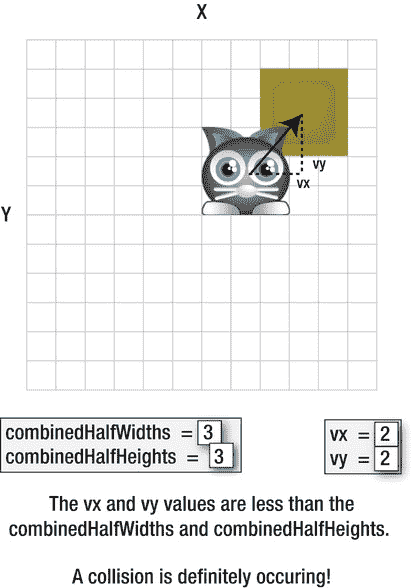 X
vy
vx
Y
combinedHalfWidths = 3
combinedHalfHeights = 3
vx = 2
vy = 2
The vx and vy values are less than the
combinedHalfWidths and combinedHalfHeights.
A collision is definitely occuring!